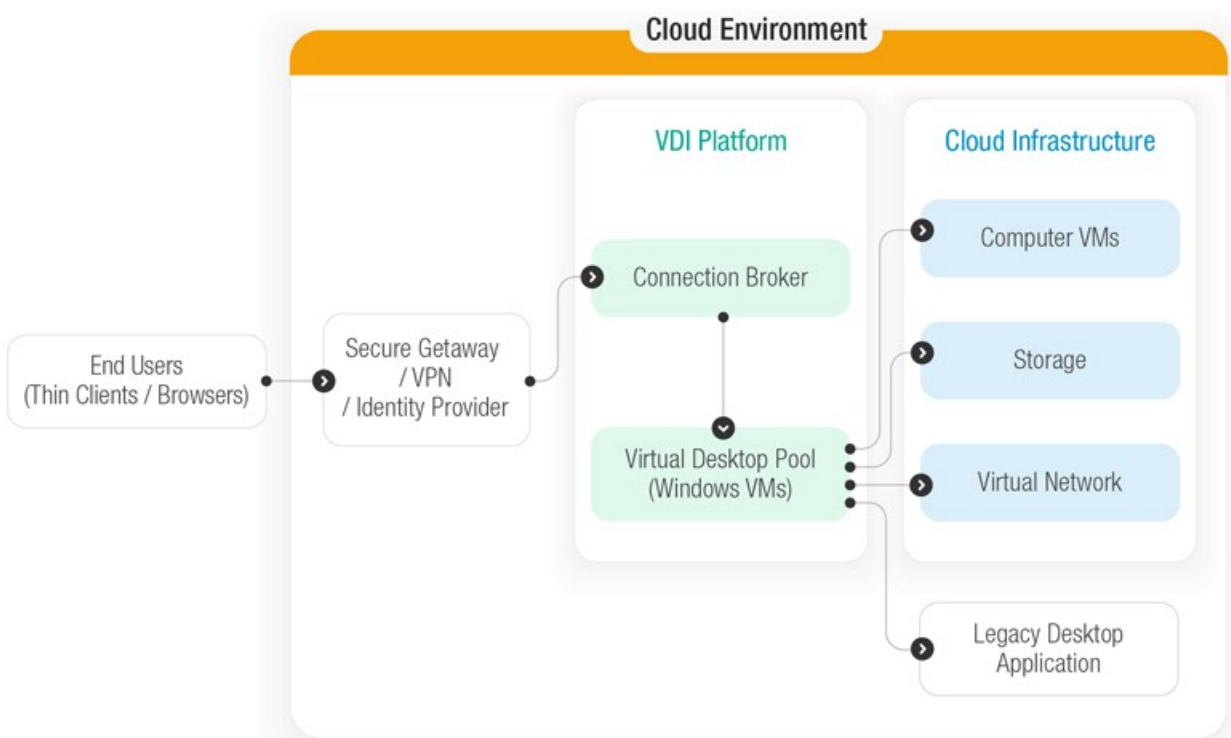 Cloud Environment
VDI Platform
Cloud Infrastructure
Computer VMs
Connection Broker
Secure Getaway
/ VPN
/ Identity Provider
End Users
(Thin Clients / Browsers)
Storage
Virtual Desktop Pool
(Windows VMs)
Virtual Network
Legacy Desktop
Application